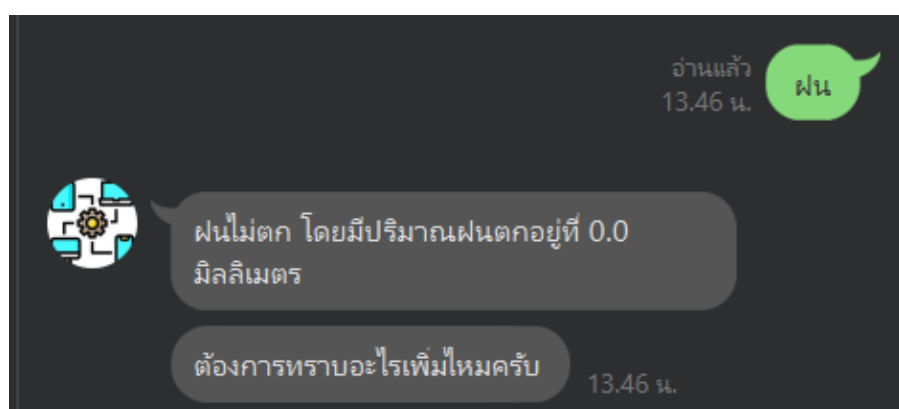 อ่านแล้ว
13.46 น.
ฝน
ฝนไม่ตก โดยมีปริมาณฝนตกอยู่ที่ 0.0
มิลลิเมตร
ต้องการทราบอะไรเพิ่มไหมครับ
13.46 น.